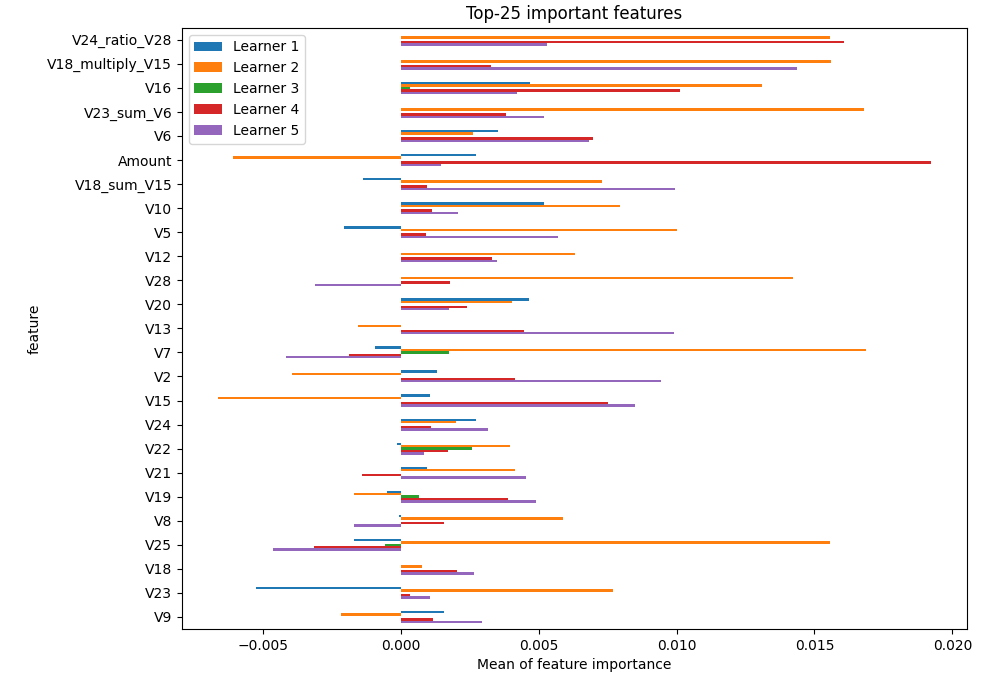 Top-25 important features
V24_ratio_V28
V18_multiply_V15
V16
V23_sum_V6
V6
Amount
V18_sum_V15
V10
V5
V12
V28
V20
V13
V7
V2
V15
V24
V22
V21
V19
V8
V25
V18
V23
V9
feature
Learner 1
Learner 2
Learner 3
Learner 4
Learner 5
−0.005 0.000 0.005 0.010 0.015 0.020
Mean of feature importance